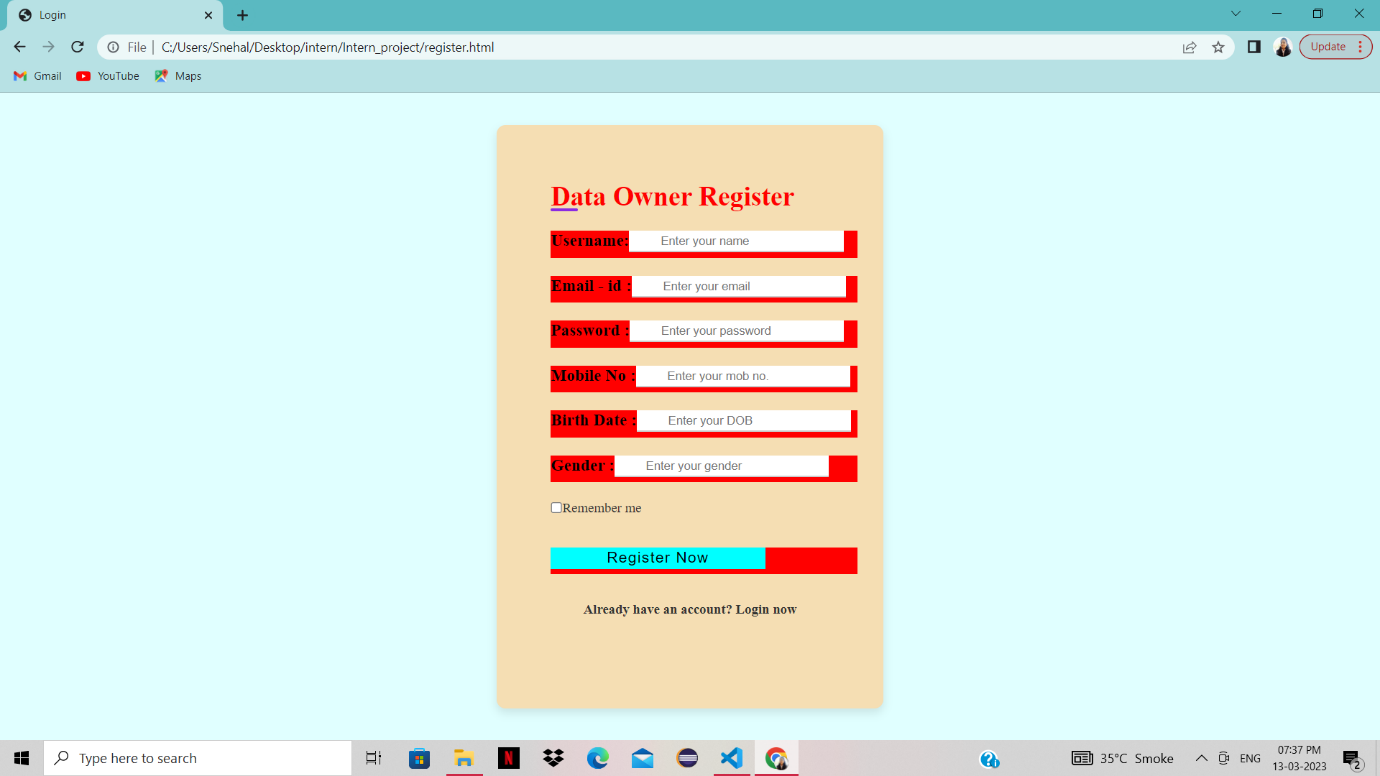 Login
File | C:/Users/Snehal/Desktop/intern/Intern_project/register.html
Update
Gmail YouTube Maps
Data Owner Register
Username: Enter your name
Email - id : Enter your email
Password : Enter your password
Mobile No : Enter your mob no.
Birth Date : Enter your DOB
Gender : Enter your gender
Remember me
Register Now
Already have an account? Login now
Type here to search
N
35°C Smoke
ENG
07:37 PM
13-03-2023
2